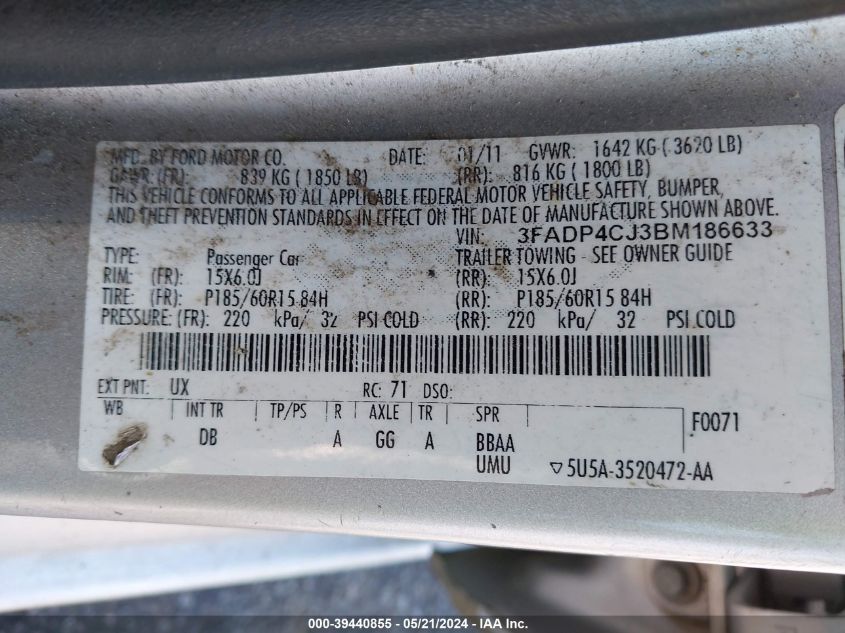 MFD. BY FORD MOTOR CO. DATE: 01/11 GVWR: 1642 KG ( 3620 LB)
GAWR (FR): 839 KG ( 1850 LB) (RR): 816 KG ( 1800 LB)
THIS VEHICLE CONFORMS TO ALL APPLICABLE FEDERAL MOTOR VEHICLE SAFETY, BUMPER,
AND THEFT PREVENTION STANDARDS IN EFFECT ON THE DATE OF MANUFACTURE SHOWN ABOVE.
VIN: 3FADP4CJ3BM186633
TYPE: Passenger Car TRAILER TOWING - SEE OWNER GUIDE
RIM: (FR): 15X6.0J (RR): 15X6.0J
TIRE: (FR): P185/60R15 84H (RR): P185/60R15 84H
PRESSURE: (FR): 220 kPa/ 32 PSI COLD (RR): 220 kPa/ 32 PSI COLD
EXT PNT: UX RC: 71 DSO:
WB INT TR TP/PS R AXLE TR SPR F0071
DB A GG A BBAA
UMU ▽5U5A-3520472-AA
000-39440855 - 05/21/2024 - IAA Inc.